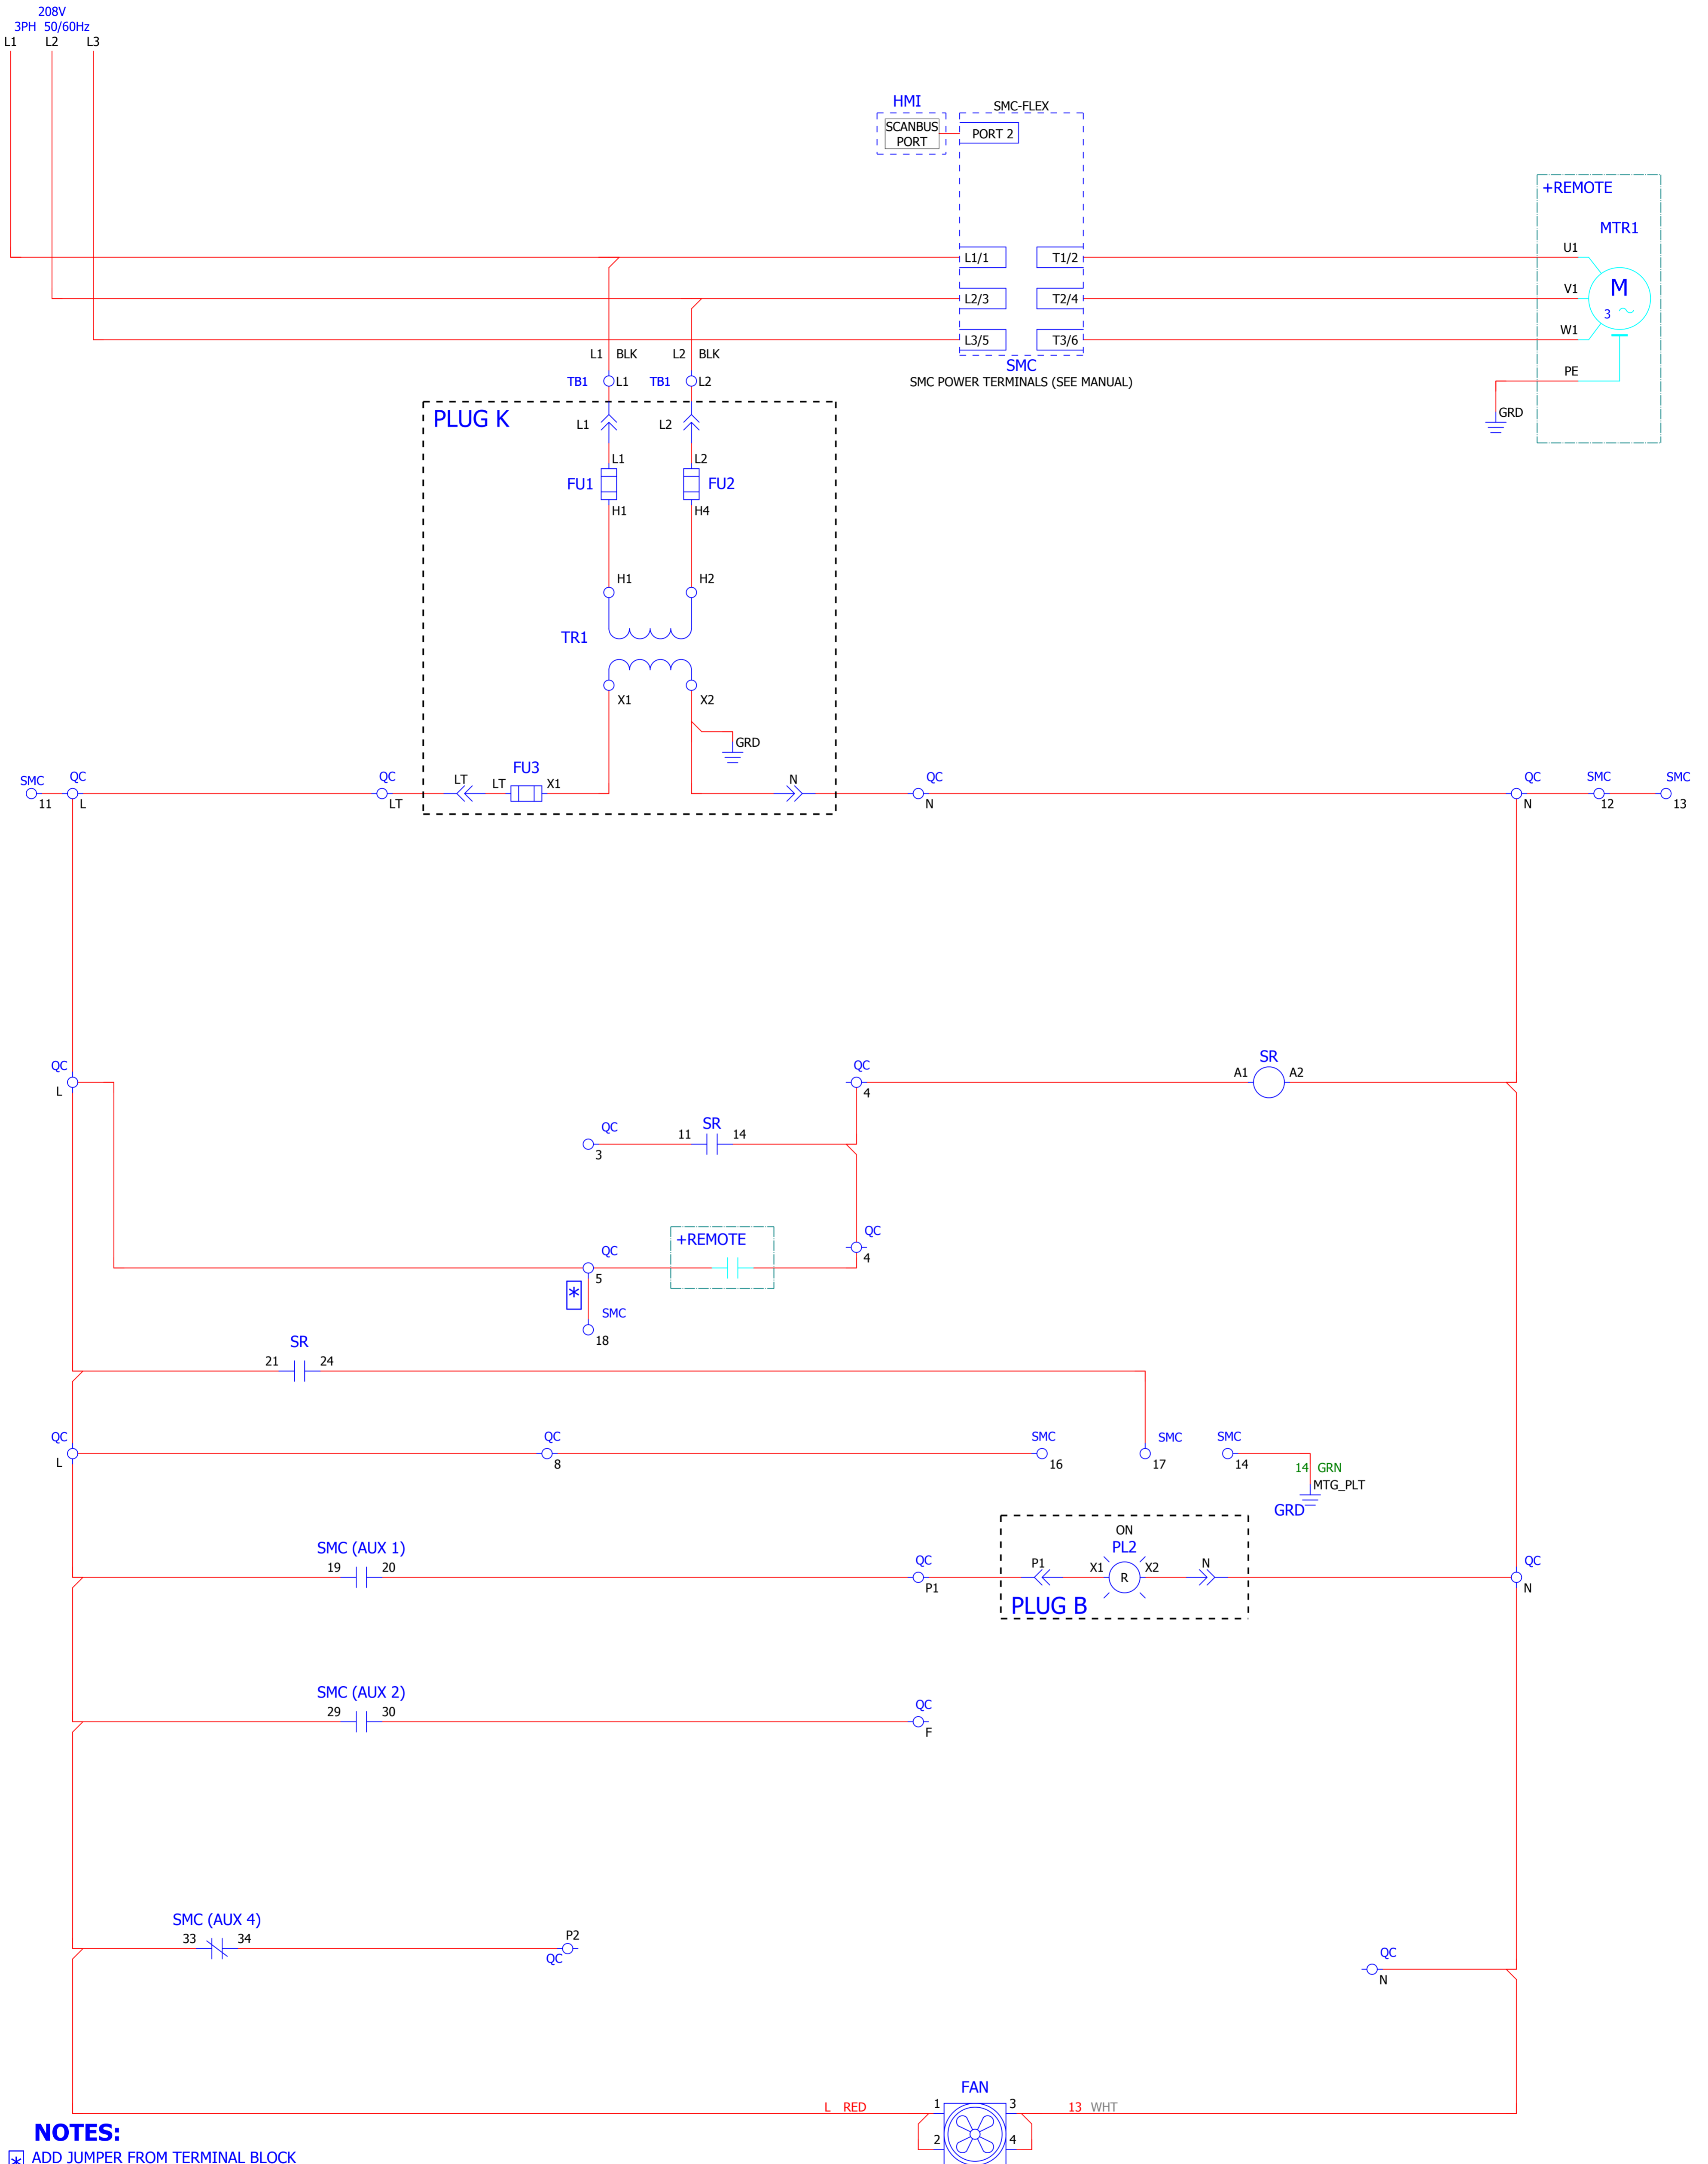 208V
3PH 50/60Hz
L1 L2 L3
HMI
SMC-FLEX
SCANBUS
PORT
PORT 2
+REMOTE
MTR1
L1/1 T1/2 U1
L2/3 T2/4 V1
M
3
L3/5 T3/6 W1
L1 BLK L2 BLK
SMC
SMC POWER TERMINALS (SEE MANUAL)
PE
TB1 L1 TB1 L2
GRD
PLUG K
L1 L2
L1 L2
FU1 FU2
H1 H4
H1 H2
TR1
X1 X2
GRD
SMC QC QC LT LT FU3 X1 N QC QC SMC SMC
11 L LT N N 12 13
QC QC SR
L 4 A1 A2
QC 11 SR 14
3
QC
4
+REMOTE
QC
5
*
SMC
18
SR
21 24
QC QC SMC SMC SMC
L 8 16 17 14
14 GRN
MTG_PLT
GRD
SMC (AUX 1)
19 20
QC
P1
ON
PL2
P1 X1 R X2 N
PLUG B
QC
N
SMC (AUX 2)
29 30
QC
F
SMC (AUX 4)
33 34
P2
QC
QC
N
FAN
L RED 1 3 13 WHT
2 4
NOTES:
* ADD JUMPER FROM TERMINAL BLOCK